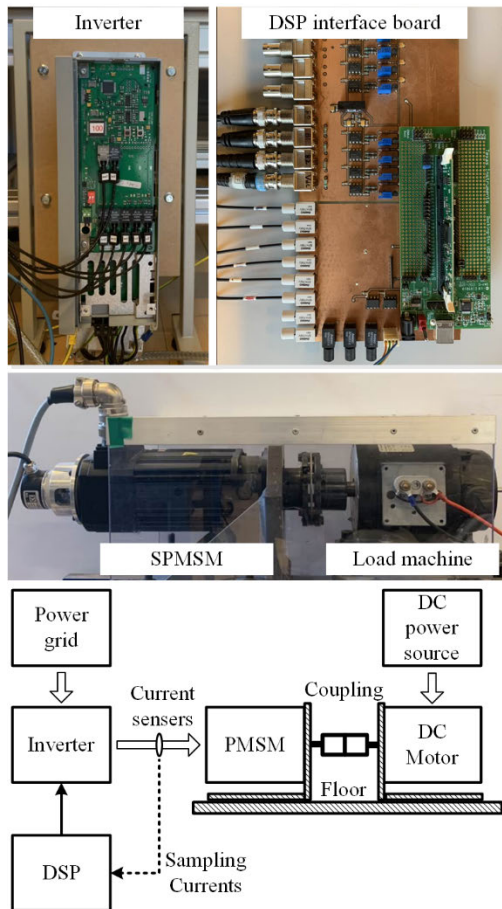 Inverter
DSP interface board
100
SPMSM
Load machine
Power
grid
DC
power
source
Current
sensers
Coupling
Inverter
PMSM
DC
Motor
Floor
DSP
Sampling
Currents